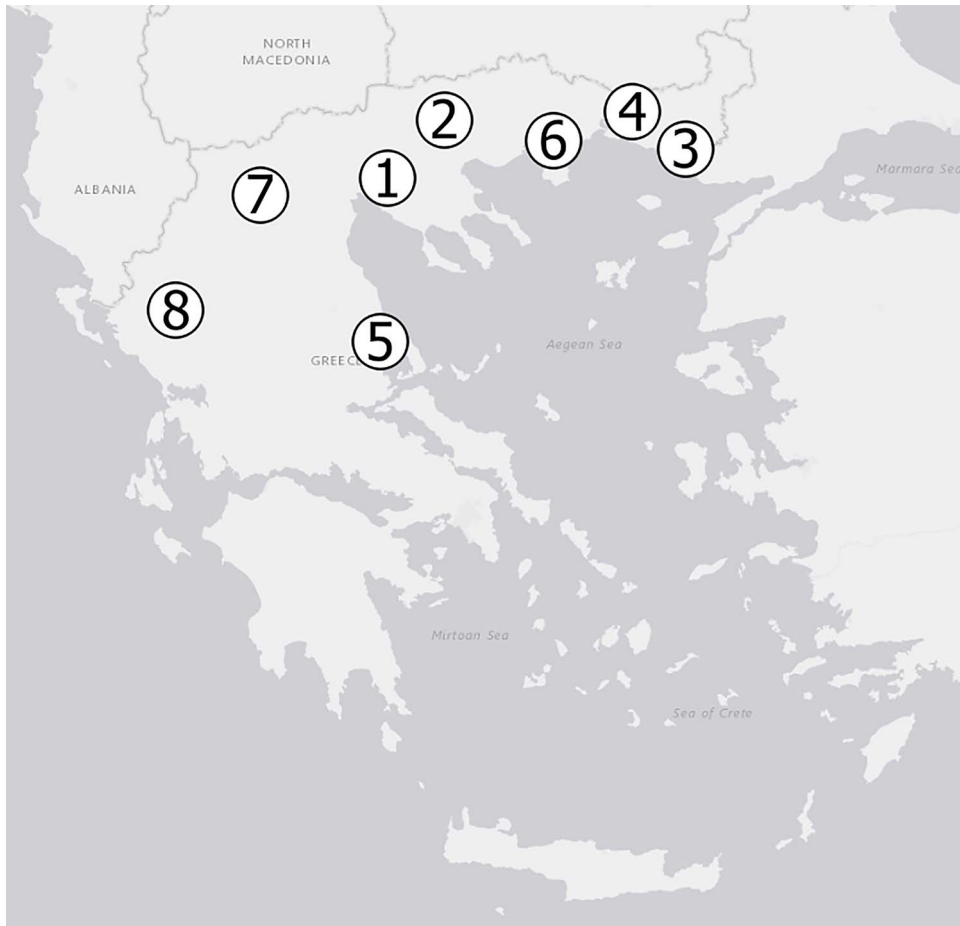 NORTH
MACEDONIA
4
2
6
3
Marmara Sea
1
ALBANIA
7
8
5
Aegean Sea
GREECE
Mirtoan Sea
Sea of Crete